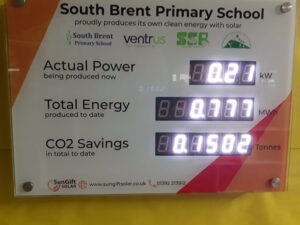 South Brent Primary School
proudly produces its own clean energy with solar
South Brent
Primary School
ventrus
SCB
Actual Power
being produced now
0.21 kW
Total Energy
produced to date
0.777 MWh
CO2 Savings
in total to date
0.1502 Tonnes
SunGift
SOLAR
www.sungiftsolar.co.uk
01392 213912